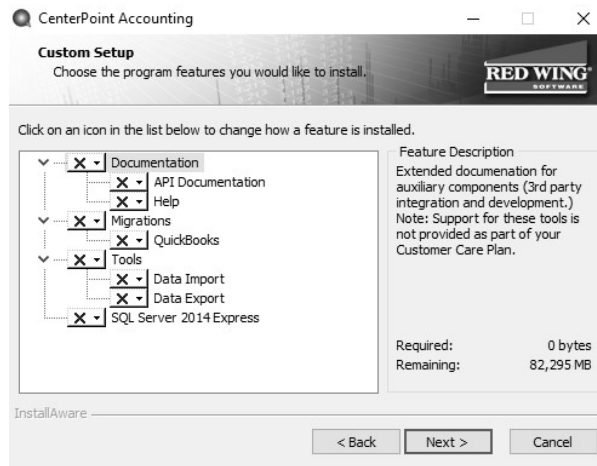 CenterPoint Accounting
Custom Setup
Choose the program features you would like to install.
RED WING
SOFTWARE
Click on an icon in the list below to change how a feature is installed.
Documentation
API Documentation
Help
Migrations
QuickBooks
Tools
Data Import
Data Export
SQL Server 2014 Express
Feature Description
Extended documenation for
auxiliary components (3rd party
integration and development.)
Note: Support for these tools is
not provided as part of your
Customer Care Plan.
Required: 0 bytes
Remaining: 82,295 MB
InstallAware
< Back Next > Cancel